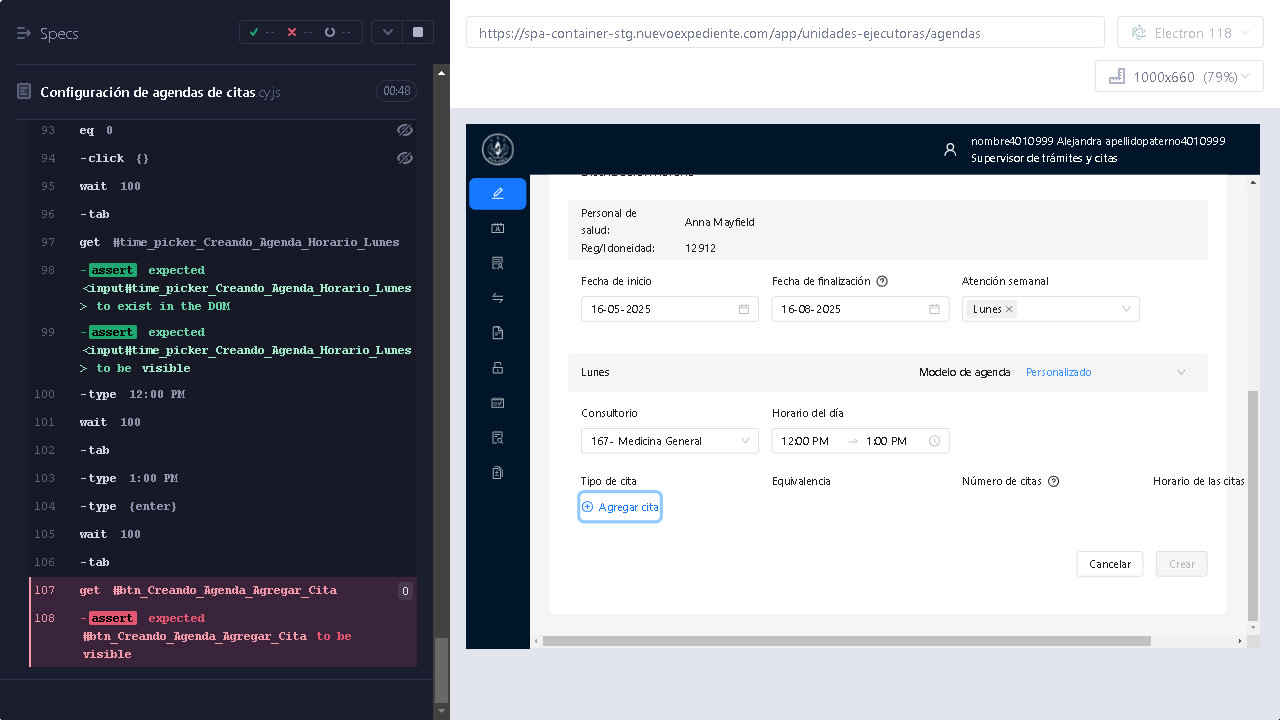 Specs
-- -- --
Configuración de agendas de citas cy.js 00:48
93 eq 0
94 -click {}
95 wait 100
96 -tab
97 get #time_picker_Creando_Agenda_Horario_Lunes
98 -assert expected
<input#time_picker_Creando_Agenda_Horario_Lunes
> to exist in the DOM
99 -assert expected
<input#time_picker_Creando_Agenda_Horario_Lunes
> to be visible
100 -type 12:00 PM
101 wait 100
102 -tab
103 -type 1:00 PM
104 -type {enter}
105 wait 100
106 -tab
107 get #btn_Creando_Agenda_Agregar_Cita 0
108 -assert expected
#btn_Creando_Agenda_Agregar_Cita to be
visible
https://spa-container-stg.nuevoexpediente.com/app/unidades-ejecutoras/agendas
Electron 118
1000x660 (79%)
nombre4010999 Alejandra apellidopaterno4010999
Supervisor de trámites y citas
Personal de
salud:
Anna Mayfield
Reg/Idoneidad: 12912
Fecha de inicio Fecha de finalización Atención semanal
16-05-2025 16-08-2025 Lunes
Lunes Modelo de agenda Personalizado
Consultorio Horario del día
167- Medicina General 12:00 PM → 1:00 PM
Tipo de cita Equivalencia Número de citas Horario de las citas
Agregar cita
Cancelar Crear